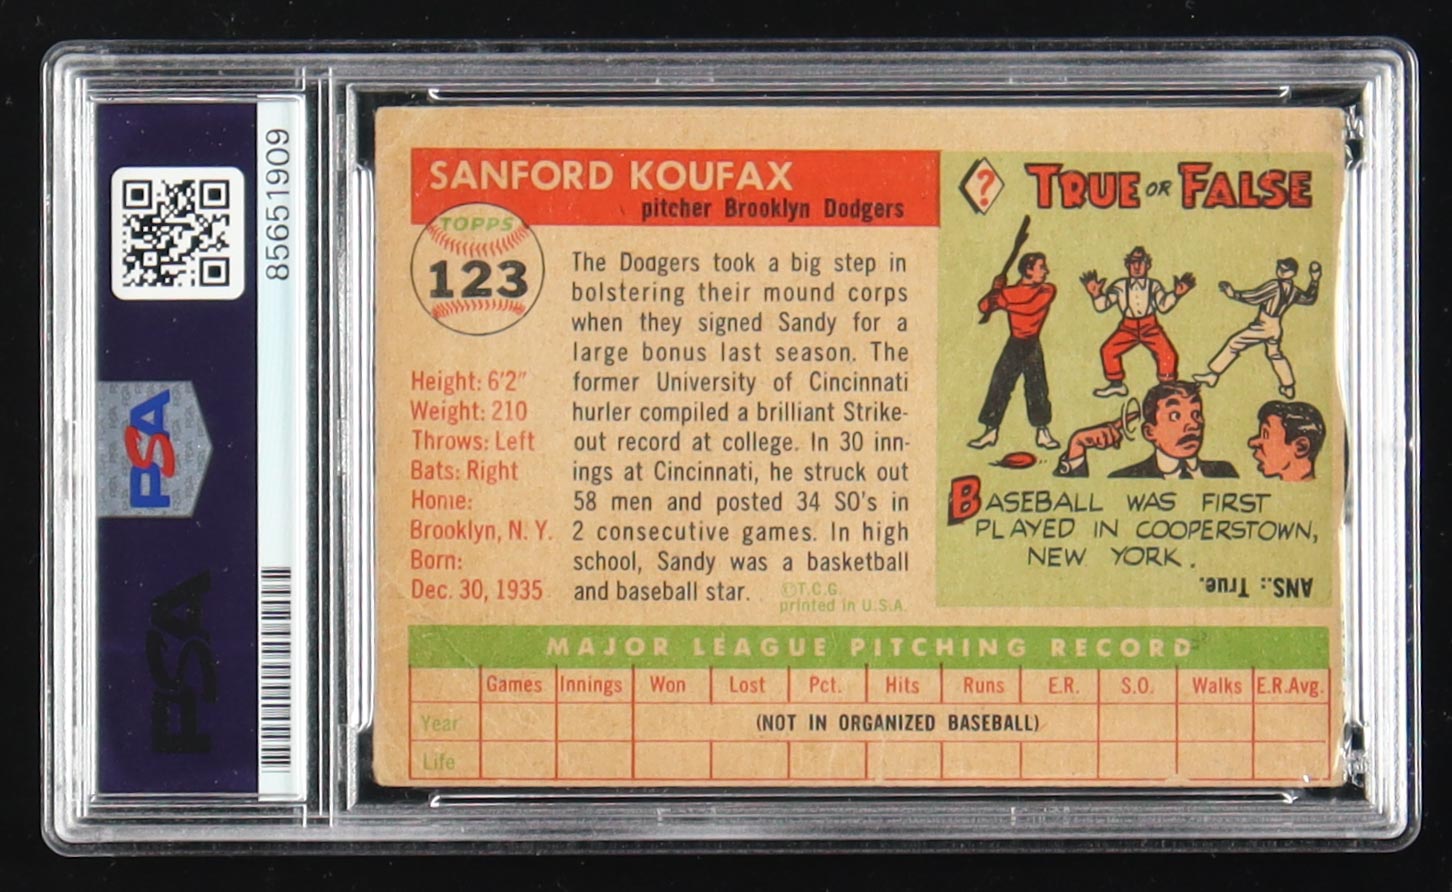 85651909
PSA
PSA
SANFORD KOUFAX
pitcher Brooklyn Dodgers
TOPPS
123
Height: 6'2"
Weight: 210
Throws: Left
Bats: Right
Home:
Brooklyn, N. Y.
Born:
Dec. 30, 1935
The Dodgers took a big step in
bolstering their mound corps
when they signed Sandy for a
large bonus last season. The
former University of Cincinnati
hurler compiled a brilliant Strike-
out record at college. In 30 inn-
ings at Cincinnati, he struck out
58 men and posted 34 SO's in
2 consecutive games. In high
school, Sandy was a basketball
and baseball star.
©T.C.G.
printed in U.S.A.
?
TRUE OR FALSE
BASEBALL WAS FIRST
PLAYED IN COOPERSTOWN,
NEW YORK.
ANS.: True.
MAJOR LEAGUE PITCHING RECORD
Games Innings Won Lost Pct. Hits Runs E.R. S.O. Walks E.R.Avg.
Year (NOT IN ORGANIZED BASEBALL)
Life